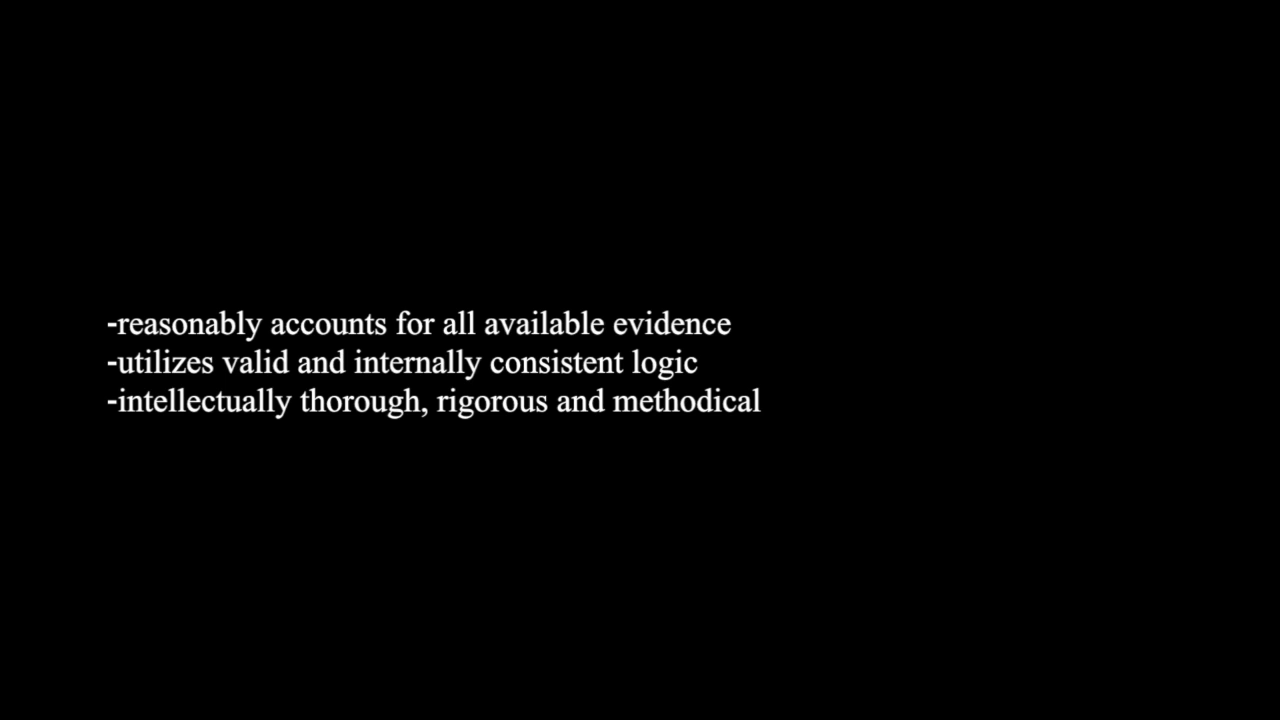 -reasonably accounts for all available evidence
-utilizes valid and internally consistent logic
-intellectually thorough, rigorous and methodical